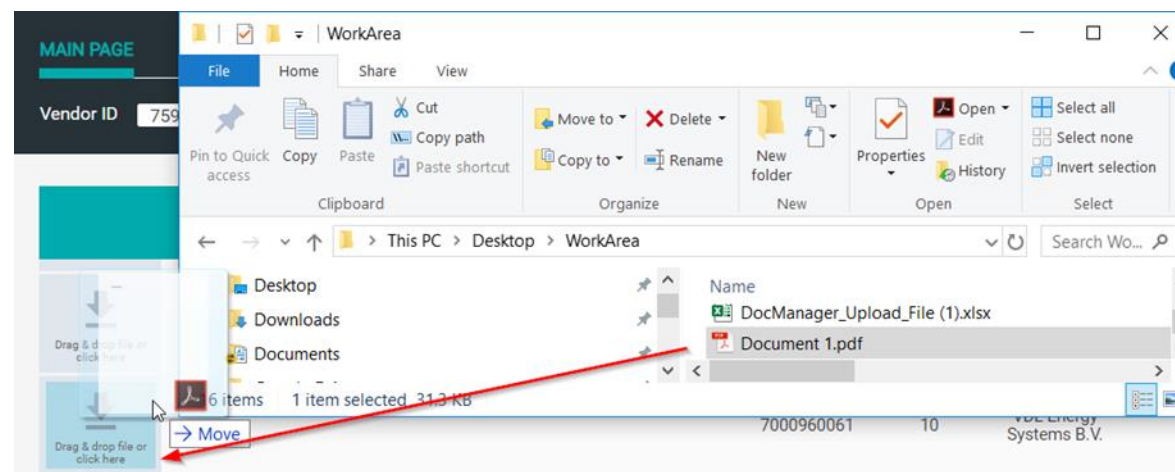 WorkArea
MAIN PAGE
File Home Share View
Vendor ID 759
Pin to Quick access
Copy
Paste
Cut
Copy path
Paste shortcut
Clipboard
Move to
Copy to
Delete
Rename
Organize
New folder
New
Properties
Open
Edit
History
Open
Select all
Select none
Invert selection
Select
This PC > Desktop > WorkArea
Search Wo...
Desktop
Downloads
Documents
Name
DocManager_Upload_File (1).xlsx
Document 1.pdf
Drag & drop file or
click here
6 items 1 item selected 31.3 KB
Move
Drag & drop file or
click here
7000960061 10
VDL Energy
Systems B.V.